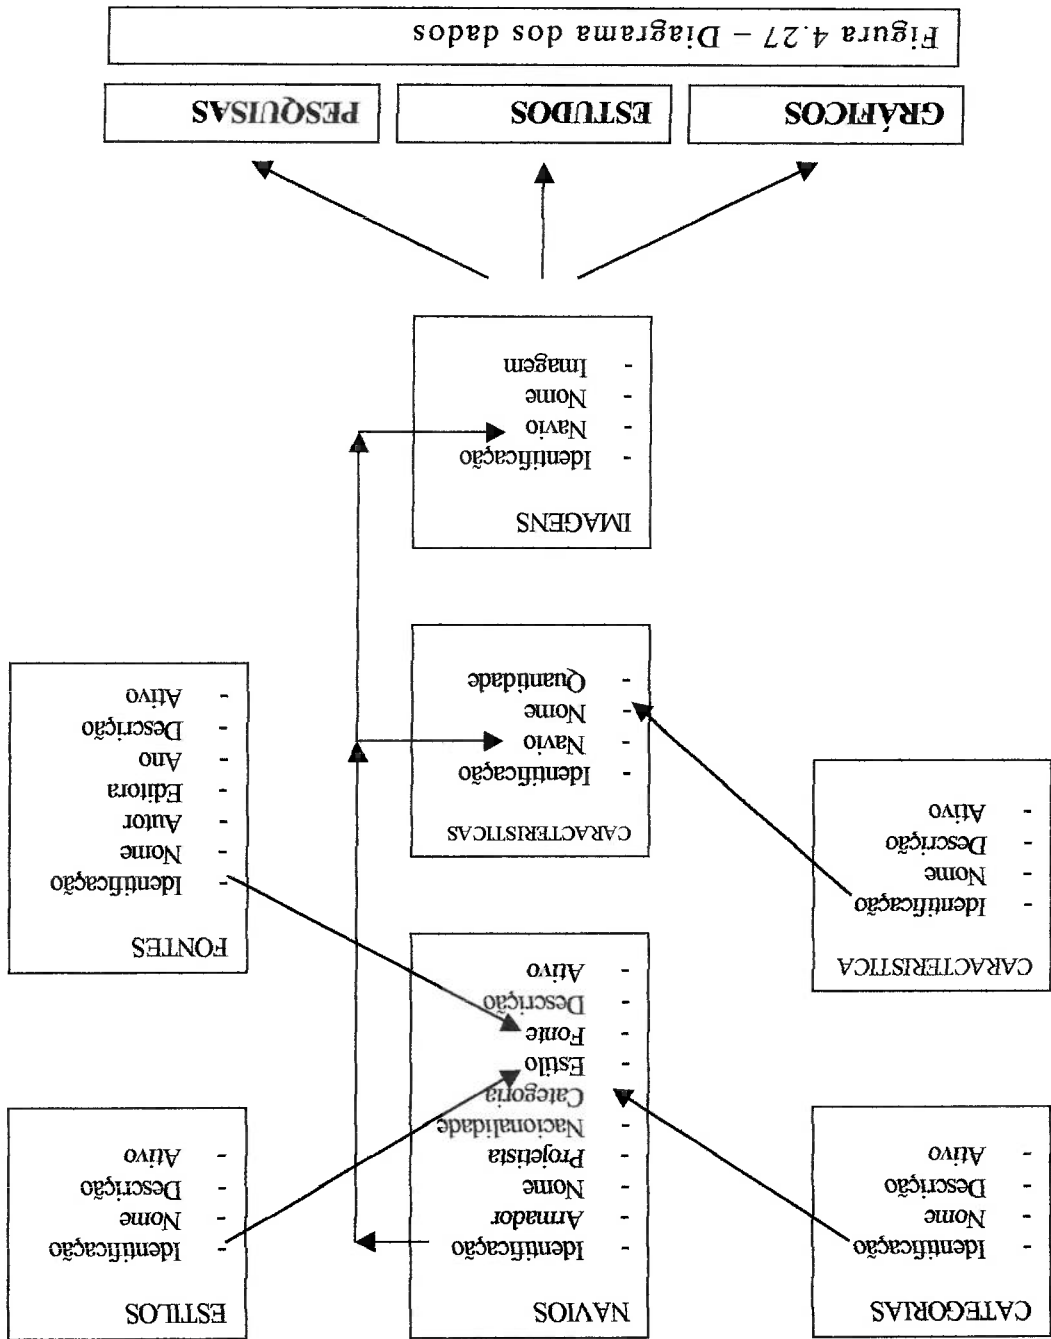 CATEGORIAS
- Identificação
- Nome
- Descrição
- Ativo
NAVIOS
- Identificação
- Armador
- Nome
- Projetista
- Nacionalidade
- Categoria
- Estilo
- Fonte
- Descrição
- Ativo
ESTILOS
- Identificação
- Nome
- Descrição
- Ativo
CARACTERISTICA
- Identificação
- Nome
- Descrição
- Ativo
CARACTERISTICAS
- Identificação
- Navio
- Nome
- Quantidade
FONTES
- Identificação
- Nome
- Autor
- Editora
- Ano
- Descrição
- Ativo
IMAGENS
- Identificação
- Navio
- Nome
- Imagem
GRÁFICOS
ESTUDOS
PESQUISAS
Figura 4.27 – Diagrama dos dados